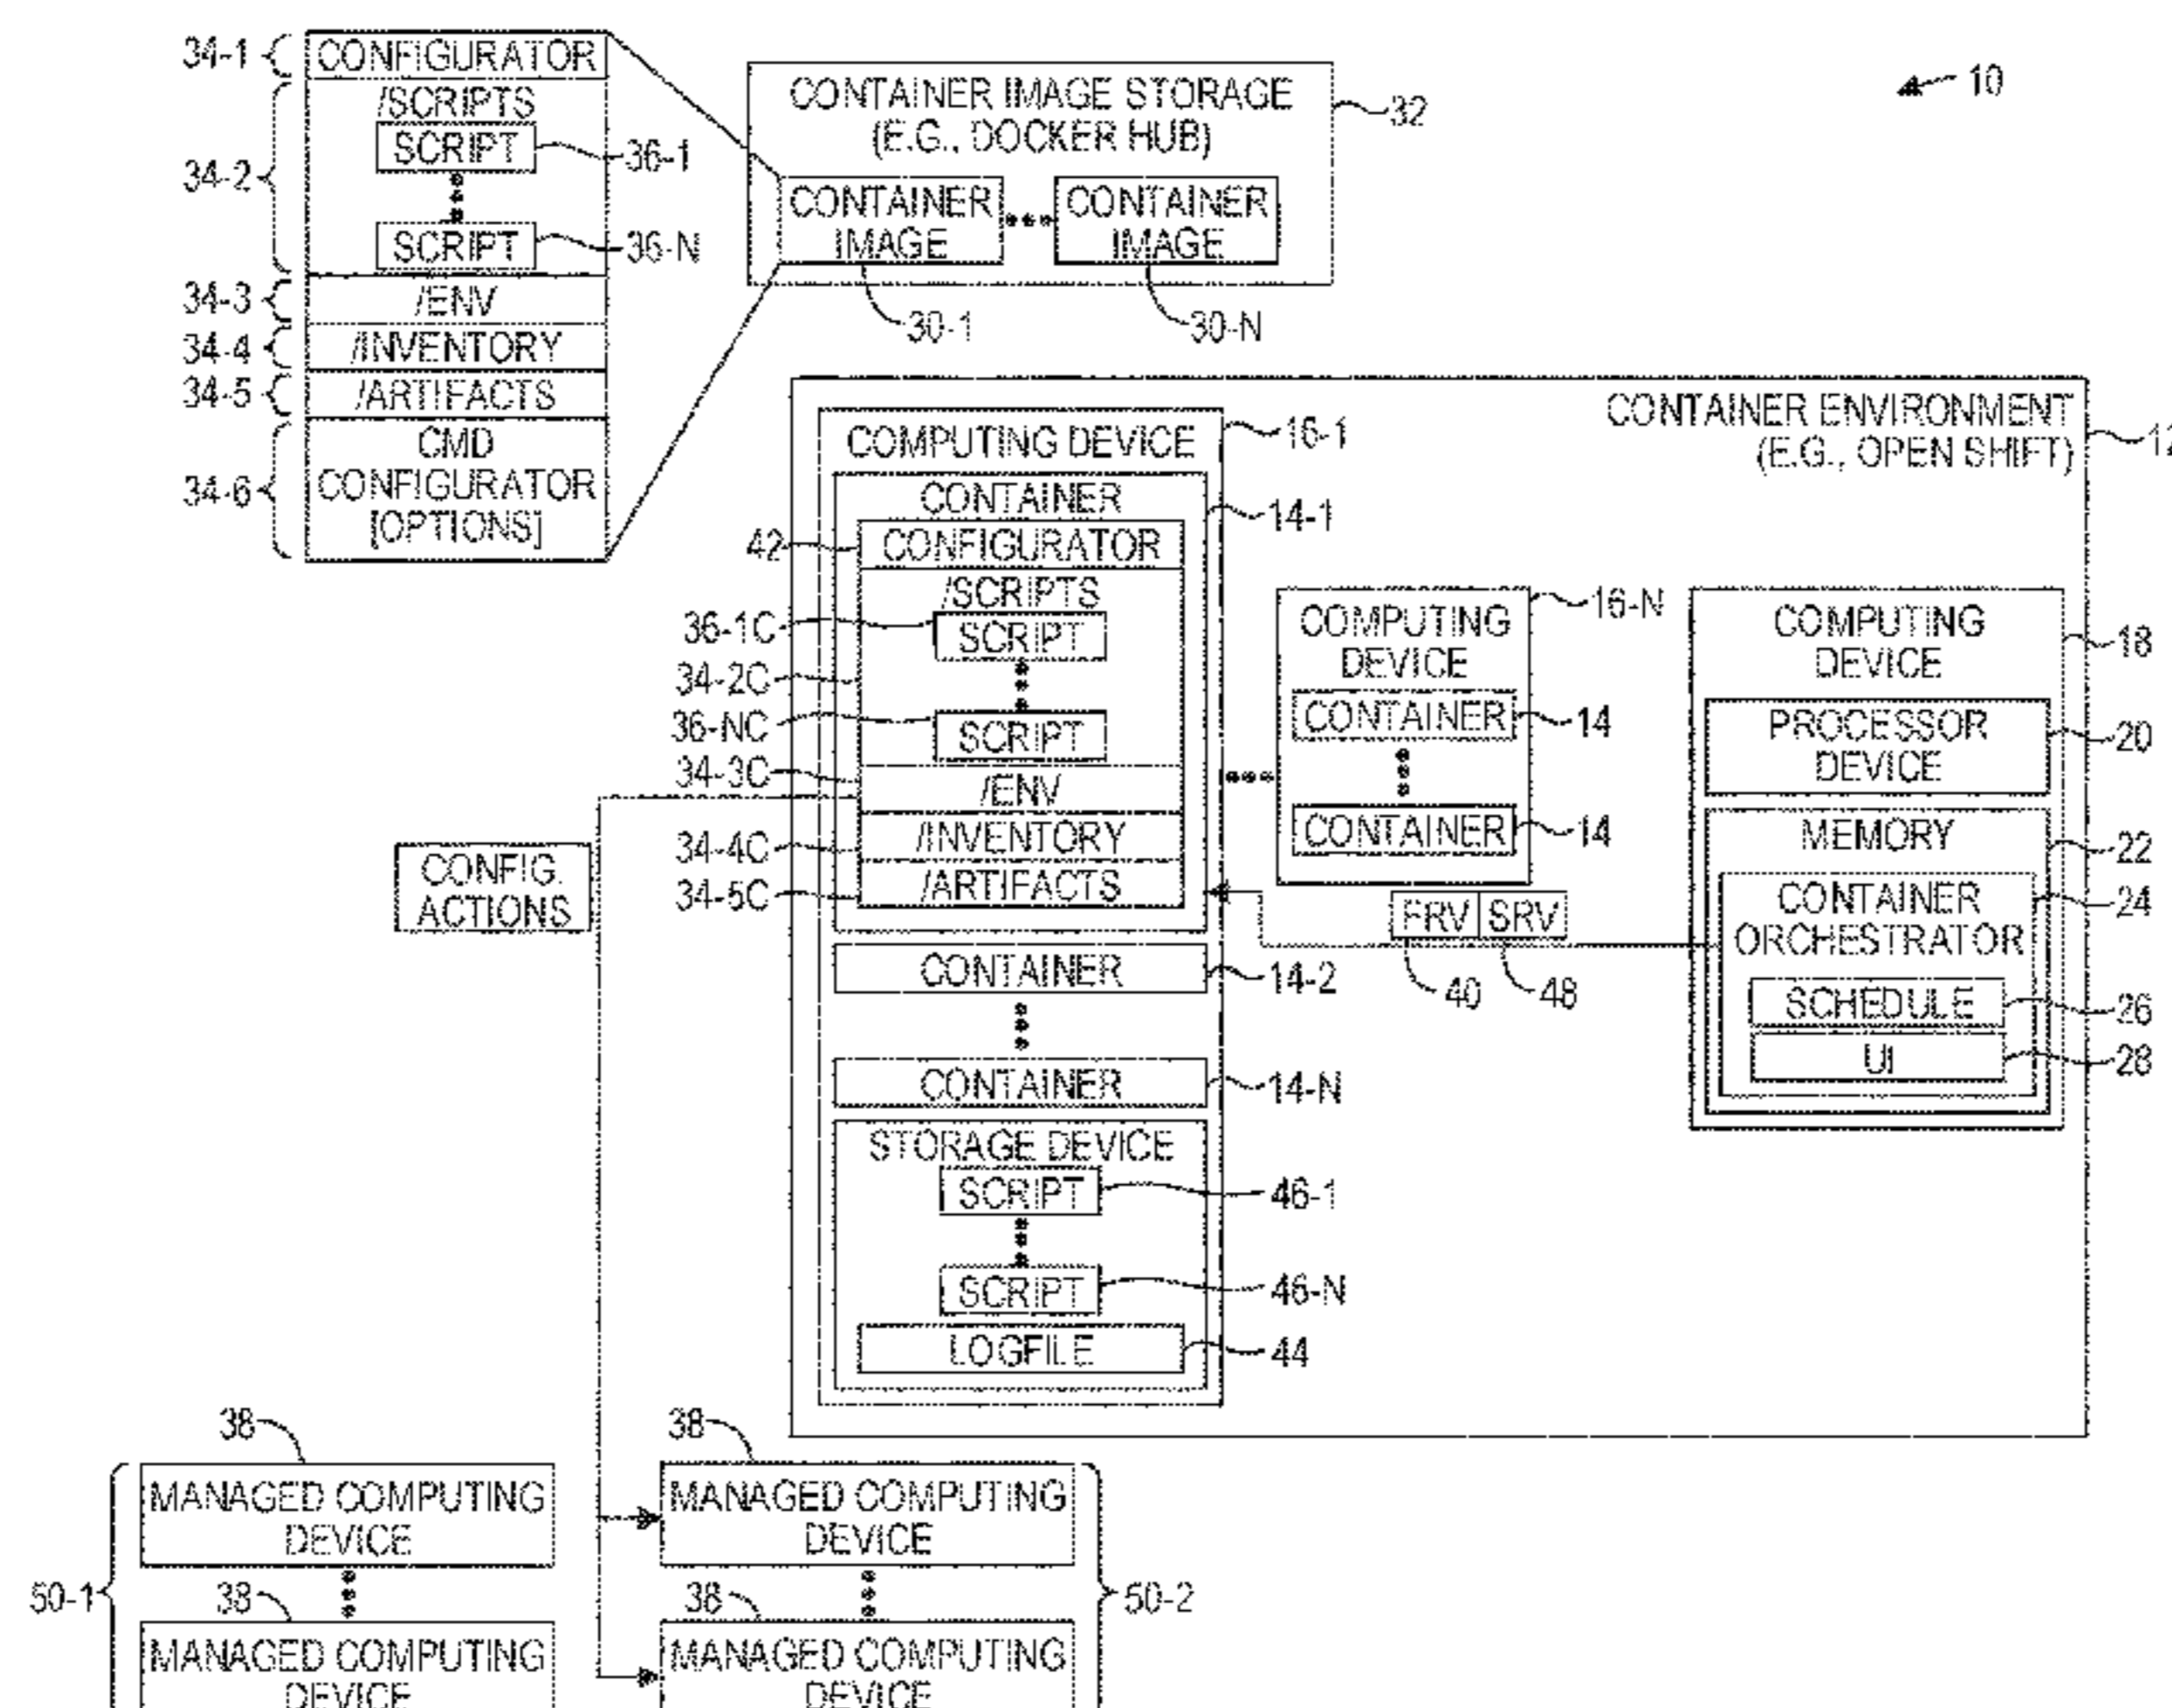 10
34-1
CONFIGURATOR
34-2
/SCRIPTS
SCRIPT
36-1
SCRIPT
36-N
34-3
/ENV
34-4
/INVENTORY
34-5
/ARTIFACTS
34-6
CMD
CONFIGURATOR
[OPTIONS]
CONTAINER IMAGE STORAGE
(E.G., DOCKER HUB)
32
CONTAINER
IMAGE
30-1
CONTAINER
IMAGE
30-N
CONTAINER ENVIRONMENT
(E.G., OPEN SHIFT)
COMPUTING DEVICE
16-1
CONTAINER
14-1
42
CONFIGURATOR
/SCRIPTS
36-1C
SCRIPT
34-2C
36-NC
SCRIPT
34-3C
/ENV
34-4C
/INVENTORY
34-5C
/ARTIFACTS
CONTAINER
14-2
CONTAINER
14-N
STORAGE DEVICE
SCRIPT
46-1
SCRIPT
46-N
LOGFILE
44
16-N
COMPUTING
DEVICE
CONTAINER
14
CONTAINER
14
FRV
SRV
40
48
COMPUTING
DEVICE
18
PROCESSOR
DEVICE
20
MEMORY
22
CONTAINER
ORCHESTRATOR
24
SCHEDULE
26
UI
28
CONFIG.
ACTIONS
38
MANAGED COMPUTING
DEVICE
50-1
38
MANAGED COMPUTING
DEVICE
38
MANAGED COMPUTING
DEVICE
50-2
38
MANAGED COMPUTING
DEVICE